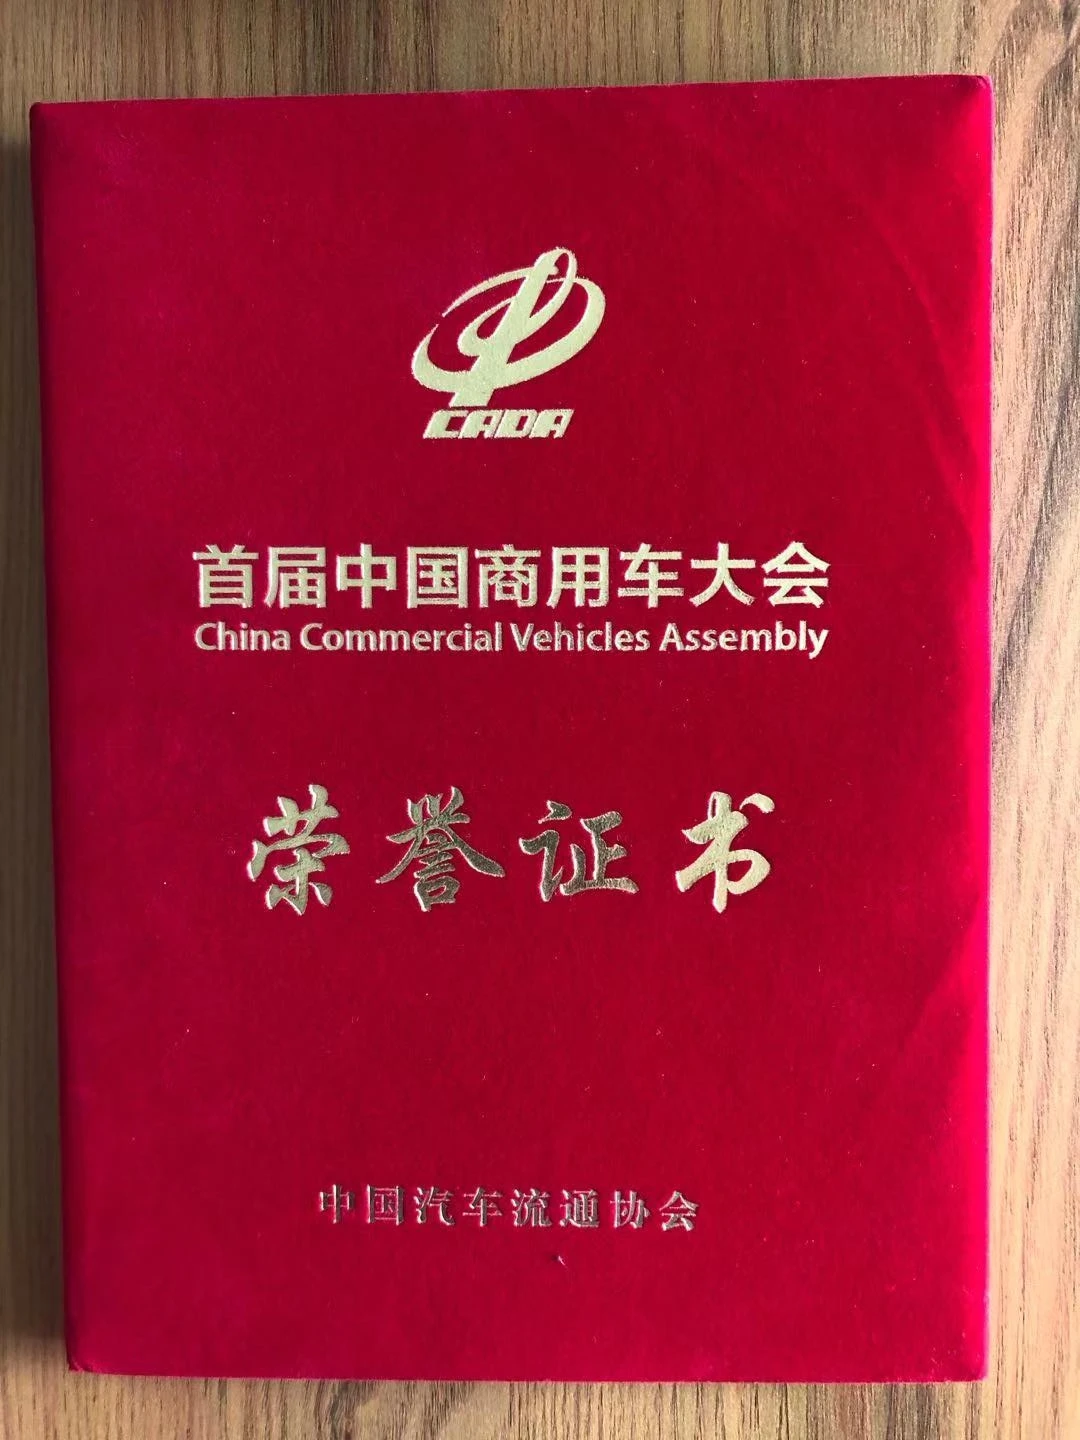 CADA
首届中国商用车大会
China Commercial Vehicles Assembly
荣誉证书
中国汽车流通协会